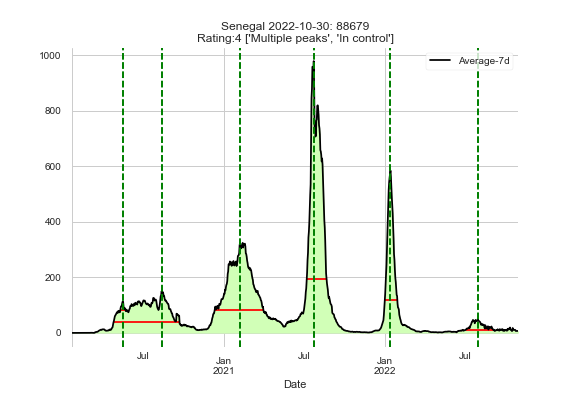 Senegal 2022-10-30: 88679
Rating:4 ['Multiple peaks', 'In control']
Average-7d
1000
800
600
400
200
0
Jul
Jan
2021
Jul
Jan
2022
Jul
Date